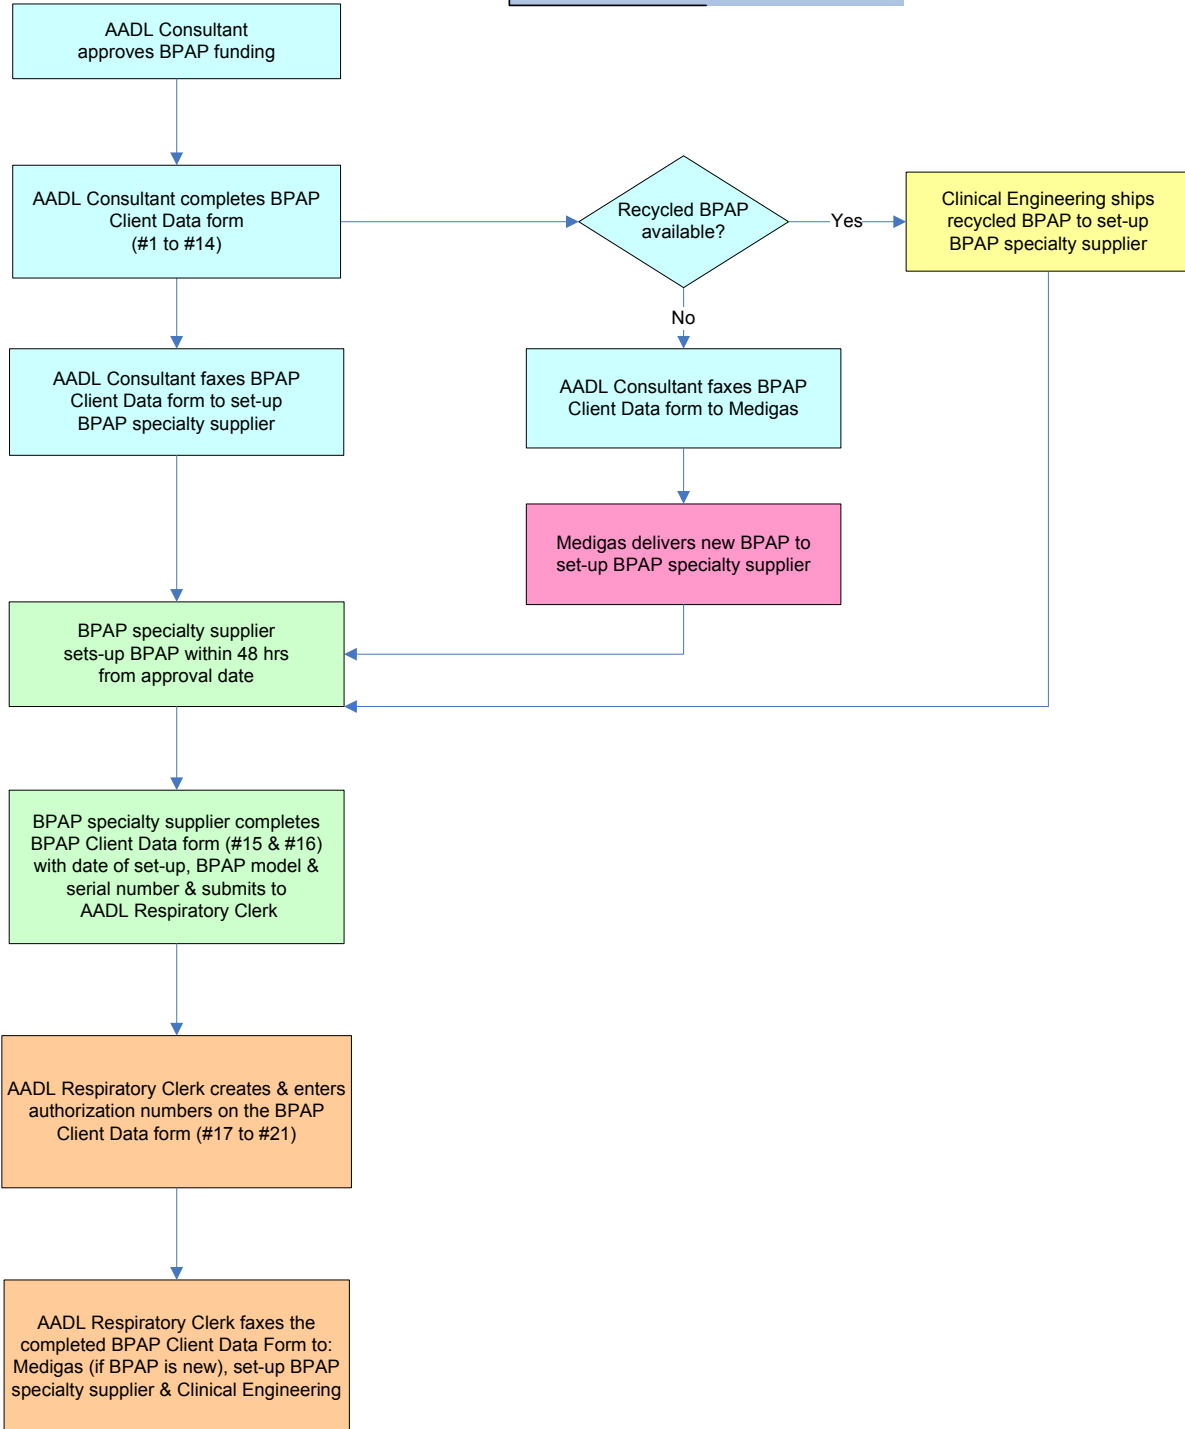 AADL Consultant
approves BPAP funding
AADL Consultant completes BPAP
Client Data form
(#1 to #14)
Recycled BPAP
available?
Yes
Clinical Engineering ships
recycled BPAP to set-up
BPAP specialty supplier
No
AADL Consultant faxes BPAP
Client Data form to set-up
BPAP specialty supplier
AADL Consultant faxes BPAP
Client Data form to Medigas
Medigas delivers new BPAP to
set-up BPAP specialty supplier
BPAP specialty supplier
sets-up BPAP within 48 hrs
from approval date
BPAP specialty supplier completes
BPAP Client Data form (#15 & #16)
with date of set-up, BPAP model &
serial number & submits to
AADL Respiratory Clerk
AADL Respiratory Clerk creates & enters
authorization numbers on the BPAP
Client Data form (#17 to #21)
AADL Respiratory Clerk faxes the
completed BPAP Client Data Form to:
Medigas (if BPAP is new), set-up BPAP
specialty supplier & Clinical Engineering